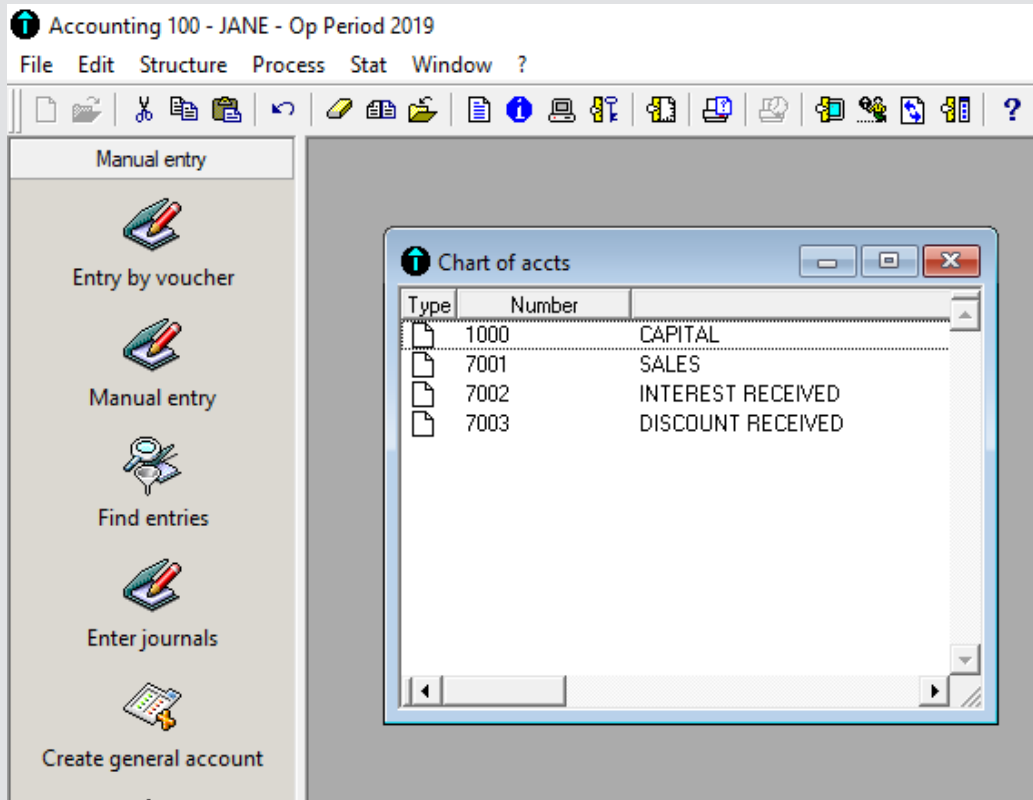 Accounting 100 - JANE - Op Period 2019
File Edit Structure Process Stat Window ?
Manual entry
Entry by voucher
Manual entry
Find entries
Enter journals
Create general account
Chart of accts
Type Number
1000 CAPITAL
7001 SALES
7002 INTEREST RECEIVED
7003 DISCOUNT RECEIVED